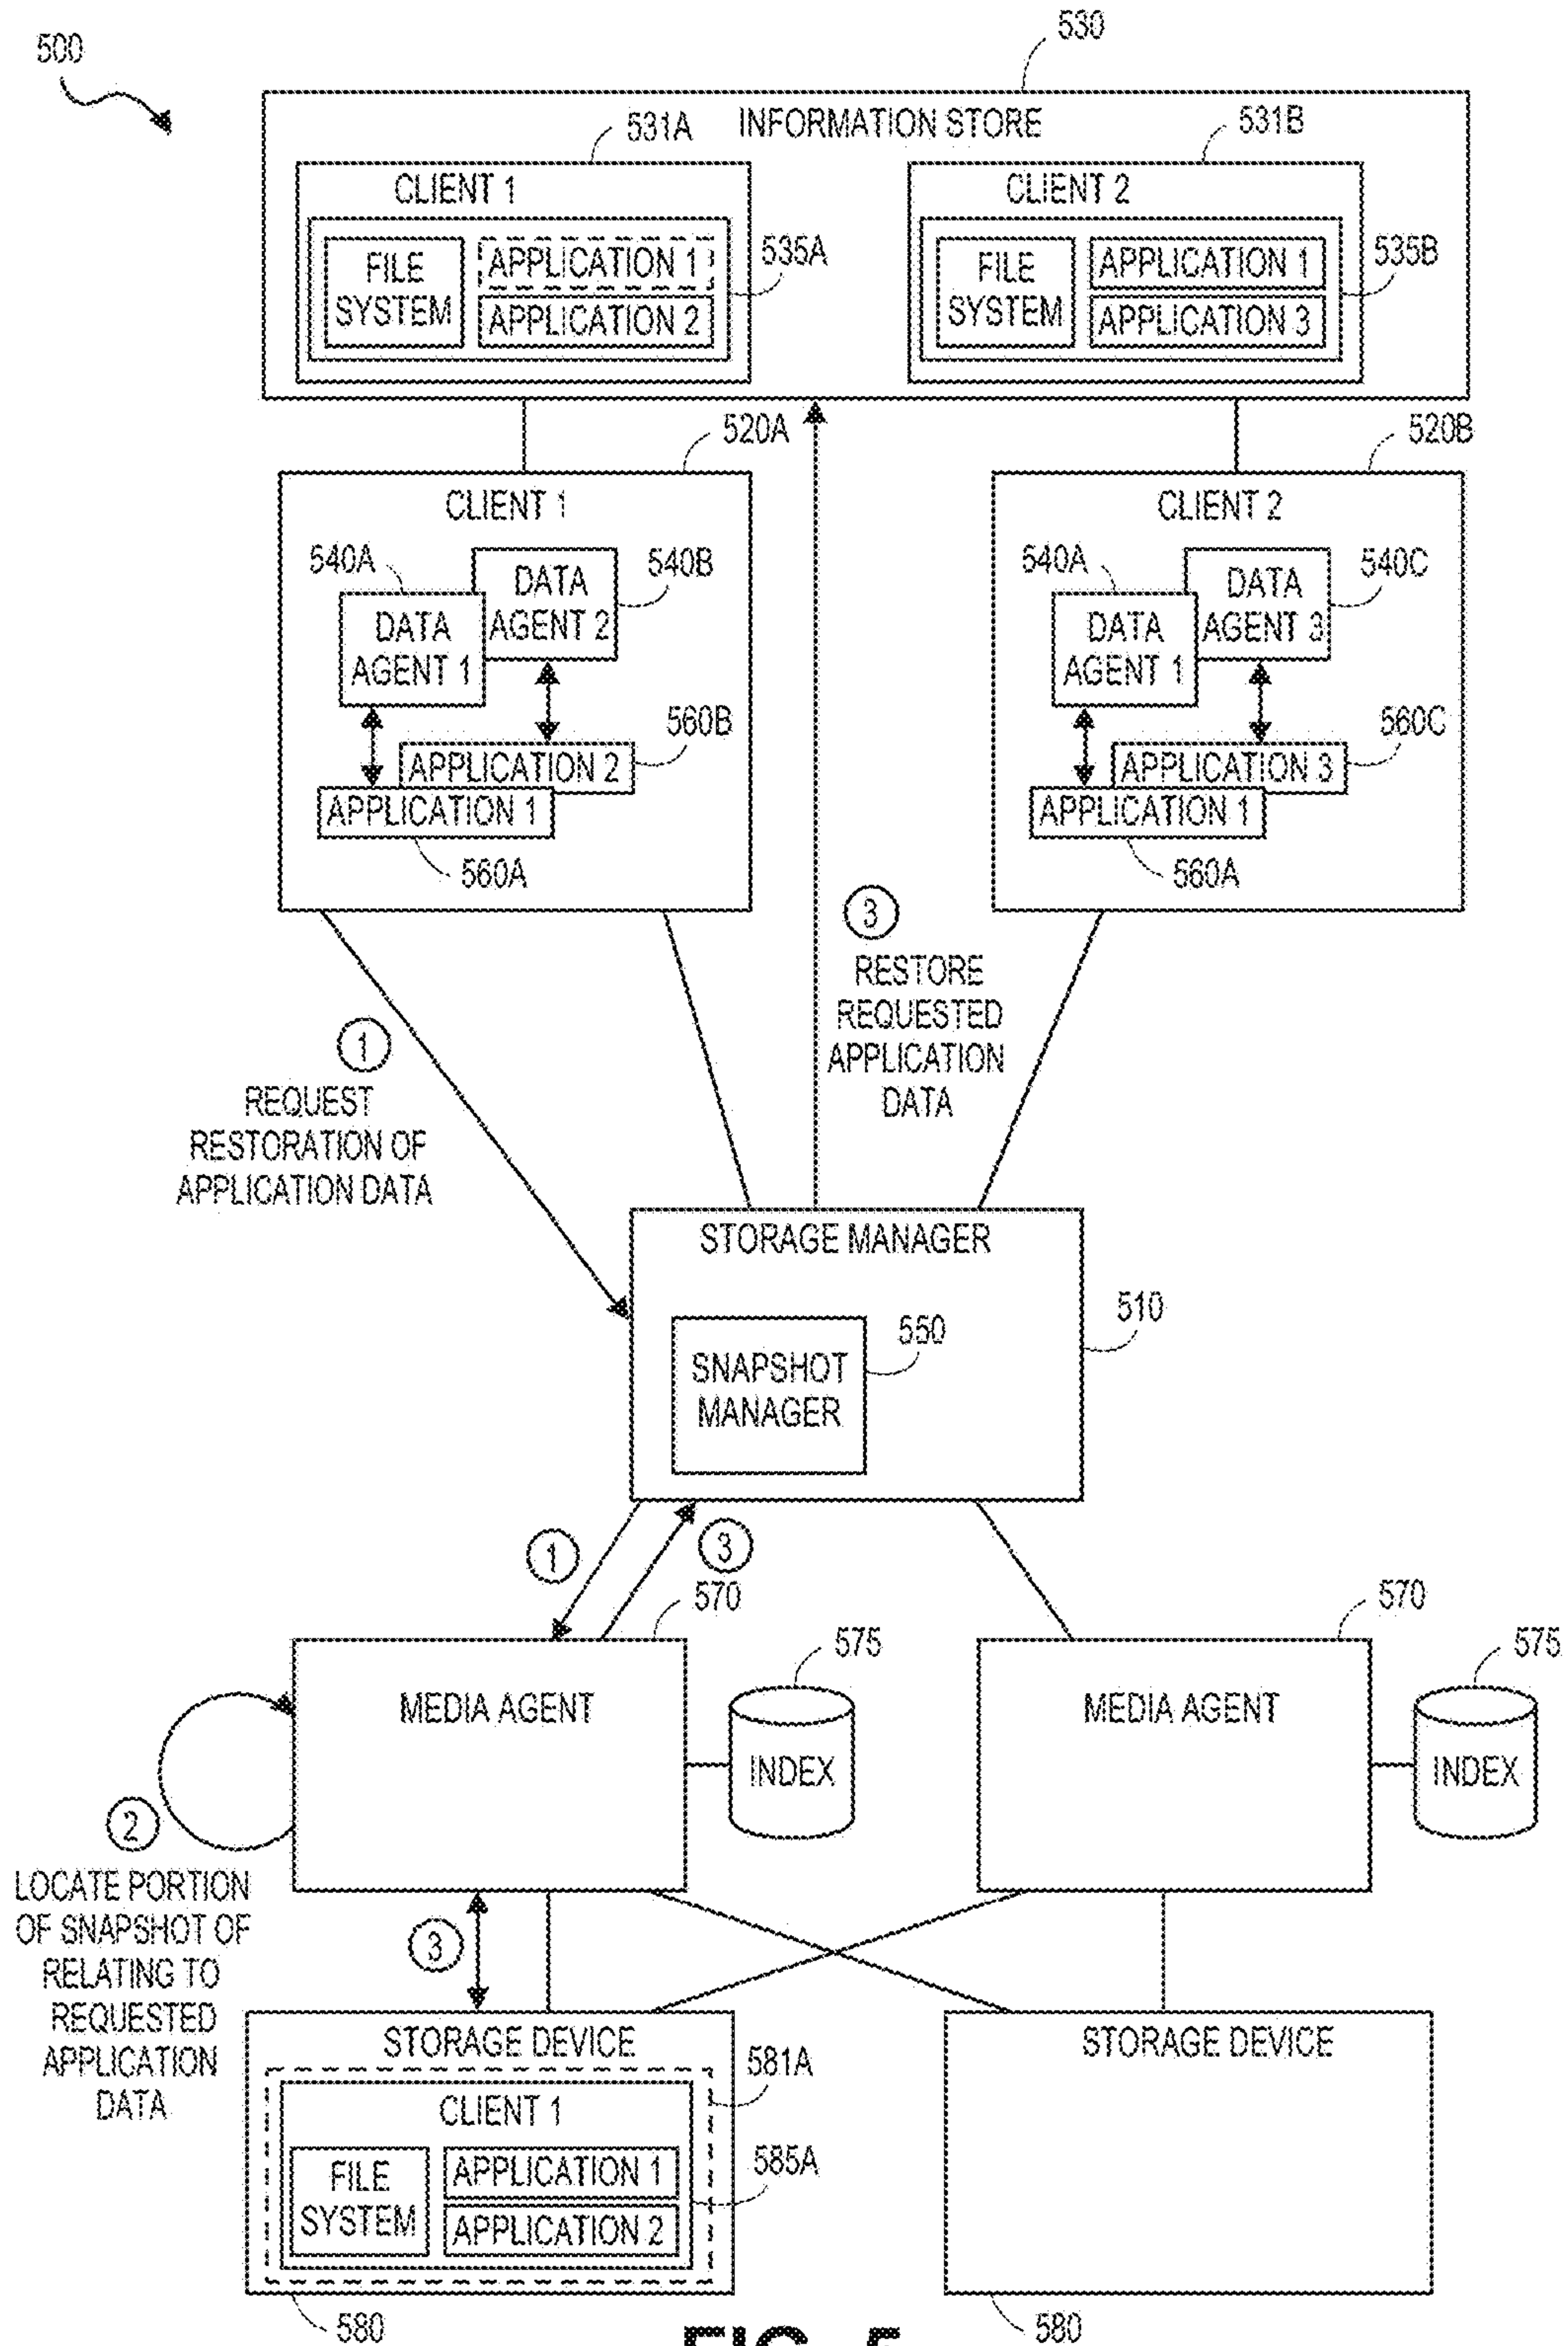 500
530
INFORMATION STORE
531A
531B
CLIENT 1
FILE
SYSTEM
APPLICATION 1
APPLICATION 2
535A
CLIENT 2
FILE
SYSTEM
APPLICATION 1
APPLICATION 3
535B
520A
CLIENT 1
540A
DATA
AGENT 1
540B
DATA
AGENT 2
560B
APPLICATION 2
APPLICATION 1
560A
520B
CLIENT 2
540A
DATA
AGENT 1
540C
DATA
AGENT 3
560C
APPLICATION 3
APPLICATION 1
560A
1
REQUEST
RESTORATION OF
APPLICATION DATA
3
RESTORE
REQUESTED
APPLICATION
DATA
STORAGE MANAGER
510
550
SNAPSHOT
MANAGER
1
3
570
MEDIA AGENT
575
INDEX
570
MEDIA AGENT
575
INDEX
2
LOCATE PORTION
OF SNAPSHOT OF
RELATING TO
REQUESTED
APPLICATION
DATA
3
STORAGE DEVICE
581A
CLIENT 1
FILE
SYSTEM
APPLICATION 1
APPLICATION 2
585A
580
STORAGE DEVICE
580
FIG. 5